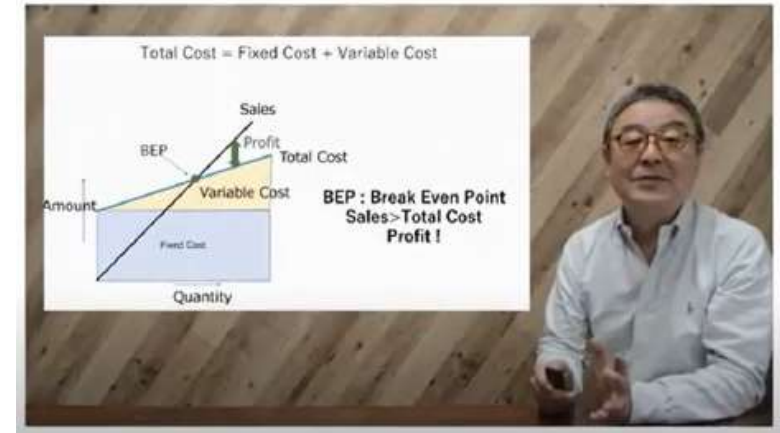 Total Cost = Fixed Cost + Variable Cost
Sales
BEP
Profit
Total Cost
Variable Cost
Amount
BEP : Break Even Point
Sales>Total Cost
Profit !
Fixed Cost
Quantity